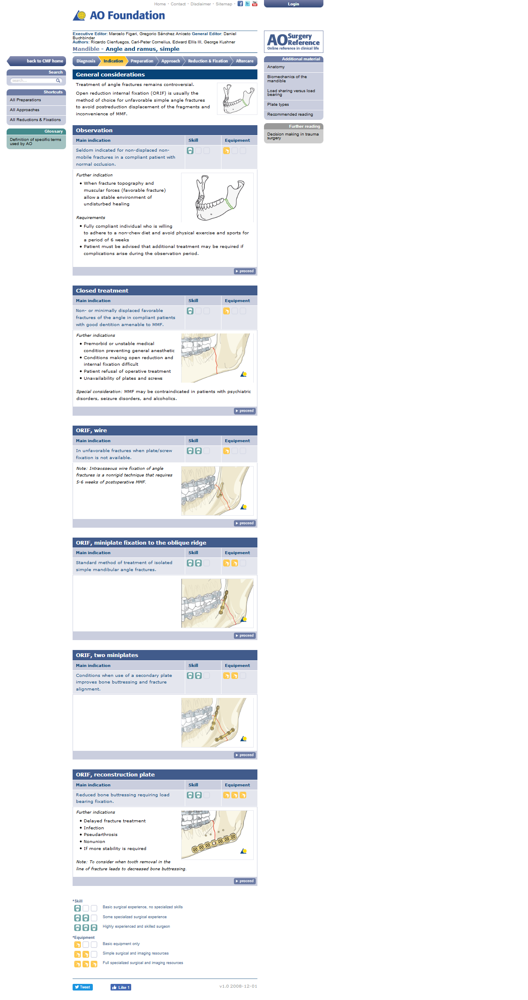 Home · Contact · Disclaimer · Sitemap ·
Login
AO Foundation
Executive Editor: Marcelo Figari, Gregorio Sánchez Aniceto General Editor: Daniel
Buchbinder
Authors: Ricardo Cienfuegos, Carl-Peter Cornelius, Edward Ellis III, George Kushner
Mandible - Angle and ramus, simple
AO Surgery
Reference
Online reference in clinical life
back to CMF home
Search
search...
Shortcuts
All Preparations
All Approaches
All Reductions & Fixations
Glossary
Definition of specific terms
used by AO
Diagnosis
Indication
Preparation
Approach
Reduction & Fixation
Aftercare
Additional material
Anatomy
Biomechanics of the
mandible
Load sharing versus load
bearing
Plate types
Recommended reading
Further reading
Decision making in trauma
surgery
General considerations
Treatment of angle fractures remains controversial.
Open reduction internal fixation (ORIF) is usually the
method of choice for unfavorable simple angle fractures
to avoid postreduction displacement of the fragments and
inconvenience of MMF.
Observation
Main indication Skill Equipment
Seldom indicated for non-displaced non-
mobile fractures in a compliant patient with
normal occlusion.
Further indication
• When fracture topography and
muscular forces (favorable fracture)
allow a stable environment of
undisturbed healing
Requirements
• Fully compliant individual who is willing
to adhere to a non-chew diet and avoid physical exercise and sports for
a period of 6 weeks
• Patient must be advised that additional treatment may be required if
complications arise during the observation period.
proceed
Closed treatment
Main indication Skill Equipment
Non- or minimally displaced favorable
fractures of the angle in compliant patients
with good dentition amenable to MMF.
Further indications
• Premorbid or unstable medical
condition preventing general anesthetic
• Conditions making open reduction and
internal fixation difficult
• Patient refusal of operative treatment
• Unavailability of plates and screws
Special consideration: MMF may be contraindicated in patients with psychiatric
disorders, seizure disorders, and alcoholics.
proceed
ORIF, wire
Main indication Skill Equipment
In unfavorable fractures when plate/screw
fixation is not available.
Note: Intraosseous wire fixation of angle
fractures is a nonrigid technique that requires
5-6 weeks of postoperative MMF.
proceed
ORIF, miniplate fixation to the oblique ridge
Main indication Skill Equipment
Standard method of treatment of isolated
simple mandibular angle fractures.
proceed
ORIF, two miniplates
Main indication Skill Equipment
Conditions when use of a secondary plate
improves bone buttressing and fracture
alignment.
proceed
ORIF, reconstruction plate
Main indication Skill Equipment
Reduced bone buttressing requiring load
bearing fixation.
Further indications
• Delayed fracture treatment
• Infection
• Pseudarthrosis
• Nonunion
• If more stability is required
Note: To consider when tooth removal in the
line of fracture leads to decreased bone buttressing.
proceed
*Skill
Basic surgical experience, no specialized skills
Some specialized surgical experience
Highly experienced and skilled surgeon
*Equipment
Basic equipment only
Simple surgical and imaging resources
Full specialized surgical and imaging resources
Tweet
Like 1
v1.0 2008-12-01